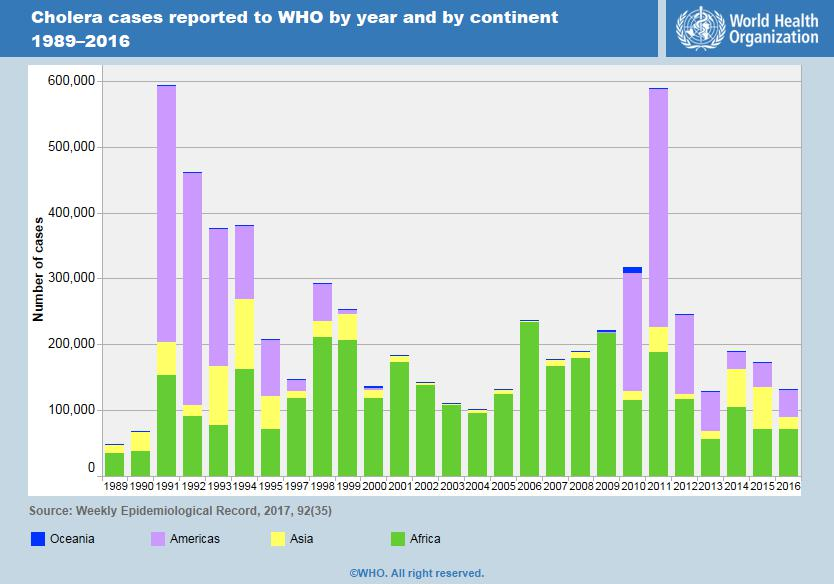 Cholera cases reported to WHO by year and by continent
1989–2016
World Health
Organization
Number of cases
600,000
500,000
400,000
300,000
200,000
100,000
0
1989 1990 1991 1992 1993 1994 1995 1997 1998 1999 2000 2001 2002 2003 2004 2005 2006 2007 2008 2009 2010 2011 2012 2013 2014 2015 2016
Source: Weekly Epidemiological Record, 2017, 92(35)
Oceania Americas Asia Africa
©WHO. All right reserved.